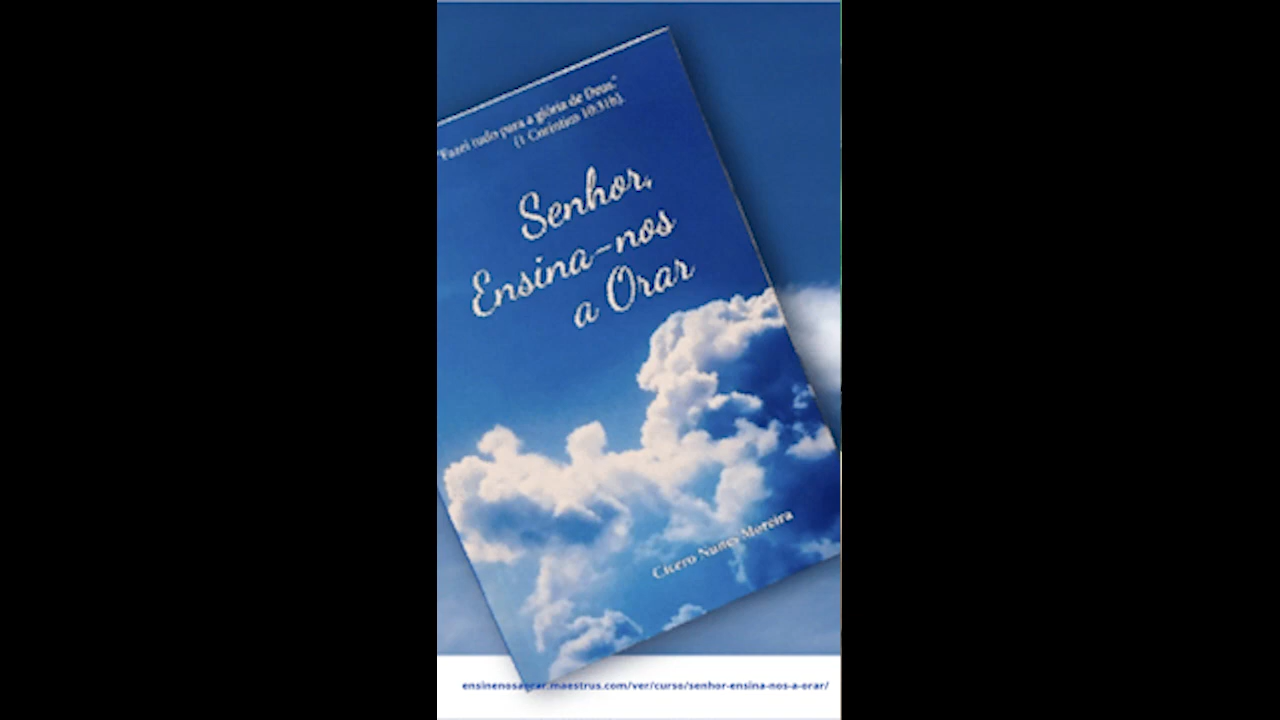 "Fazei tudo para a glória de Deus."
(1 Coríntios 10:31b).
Senhor,
Ensina-nos
a Orar
Cícero Nunes Moreira
maestrus.com/ver/curso/senhor-ensina-nos-a-orar/